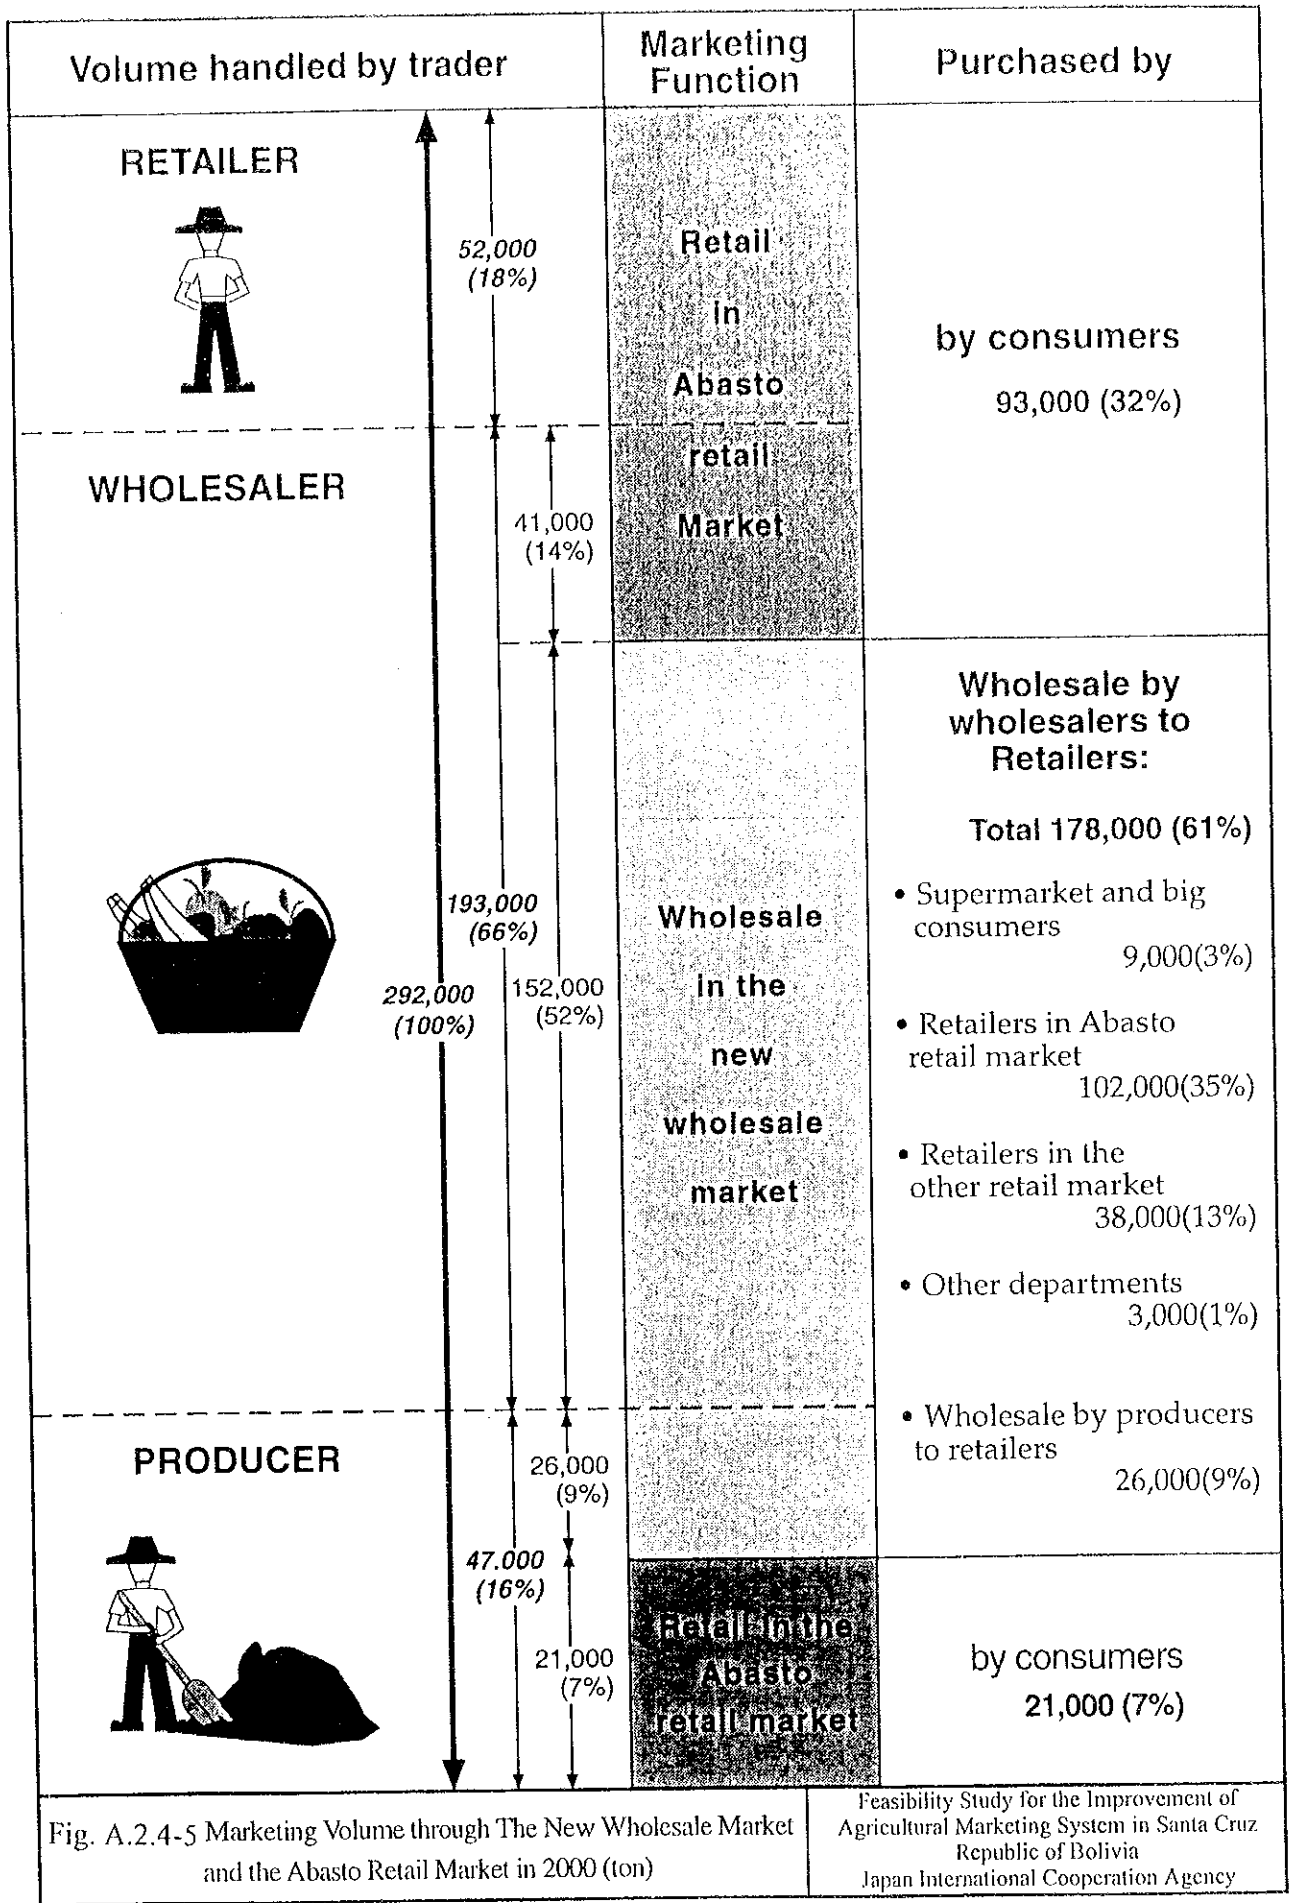 Volume handled by trader
Marketing
Function
Purchased by
RETAILER
52,000
(18%)
Retail
in
Abasto
retail
Market
by consumers
93,000 (32%)
WHOLESALER
41,000
(14%)
193,000
(66%)
292,000
(100%)
152,000
(52%)
Wholesale
in the
new
wholesale
market
Wholesale by
wholesalers to
Retailers:
Total 178,000 (61%)
• Supermarket and big
consumers
9,000(3%)
• Retailers in Abasto
retail market
102,000(35%)
• Retailers in the
other retail market
38,000(13%)
• Other departments
3,000(1%)
• Wholesale by producers
to retailers
26,000(9%)
PRODUCER
26,000
(9%)
47.000
(16%)
21,000
(7%)
Retail in the
Abasto
retail market
by consumers
21,000 (7%)
Fig. A.2.4-5 Marketing Volume through The New Wholesale Market
and the Abasto Retail Market in 2000 (ton)
Feasibility Study for the Improvement of
Agricultural Marketing System in Santa Cruz
Republic of Bolivia
Japan International Cooperation Agency